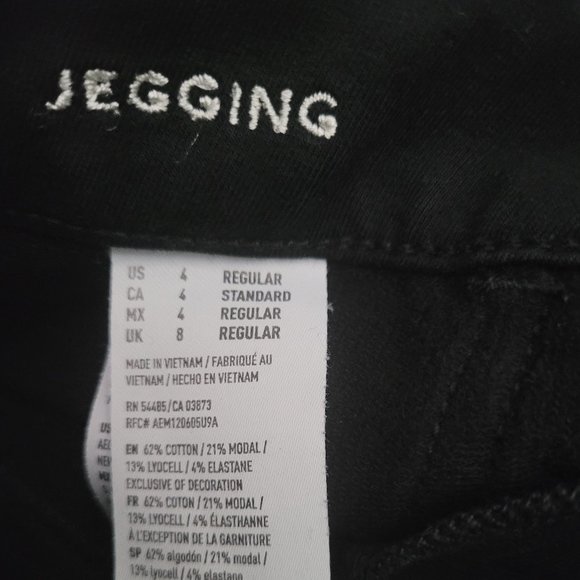 JEGGING
US 4 REGULAR
CA 4 STANDARD
MX 4 REGULAR
UK 8 REGULAR
MADE IN VIETNAM / FABRIQUÉ AU
VIETNAM / HECHO EN VIETNAM
RN 54485/CA 03873
RFC# AEM120605U9A
EN 62% COTTON / 21% MODAL /
13% LYOCELL / 4% ELASTANE
EXCLUSIVE OF DECORATION
FR 62% COTON / 21% MODAL /
13% LYOCELL / 4% ÉLASTHANNE
À L'EXCEPTION DE LA GARNITURE
SP 62% algodón / 21% modal /
13% lyocell / 4% elastano
US